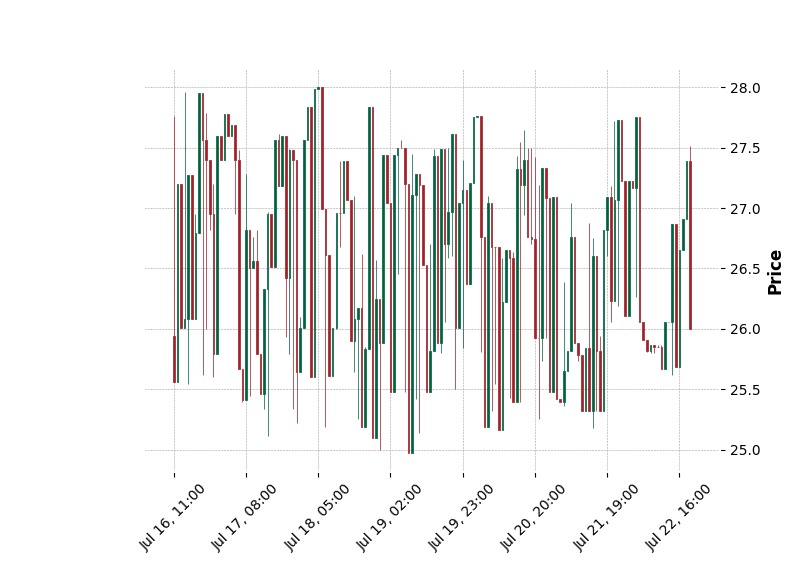 28.0
27.5
27.0
26.5
26.0
25.5
25.0
Price
Jul 16, 11:00
Jul 17, 08:00
Jul 18, 05:00
Jul 19, 02:00
Jul 19, 23:00
Jul 20, 20:00
Jul 21, 19:00
Jul 22, 16:00